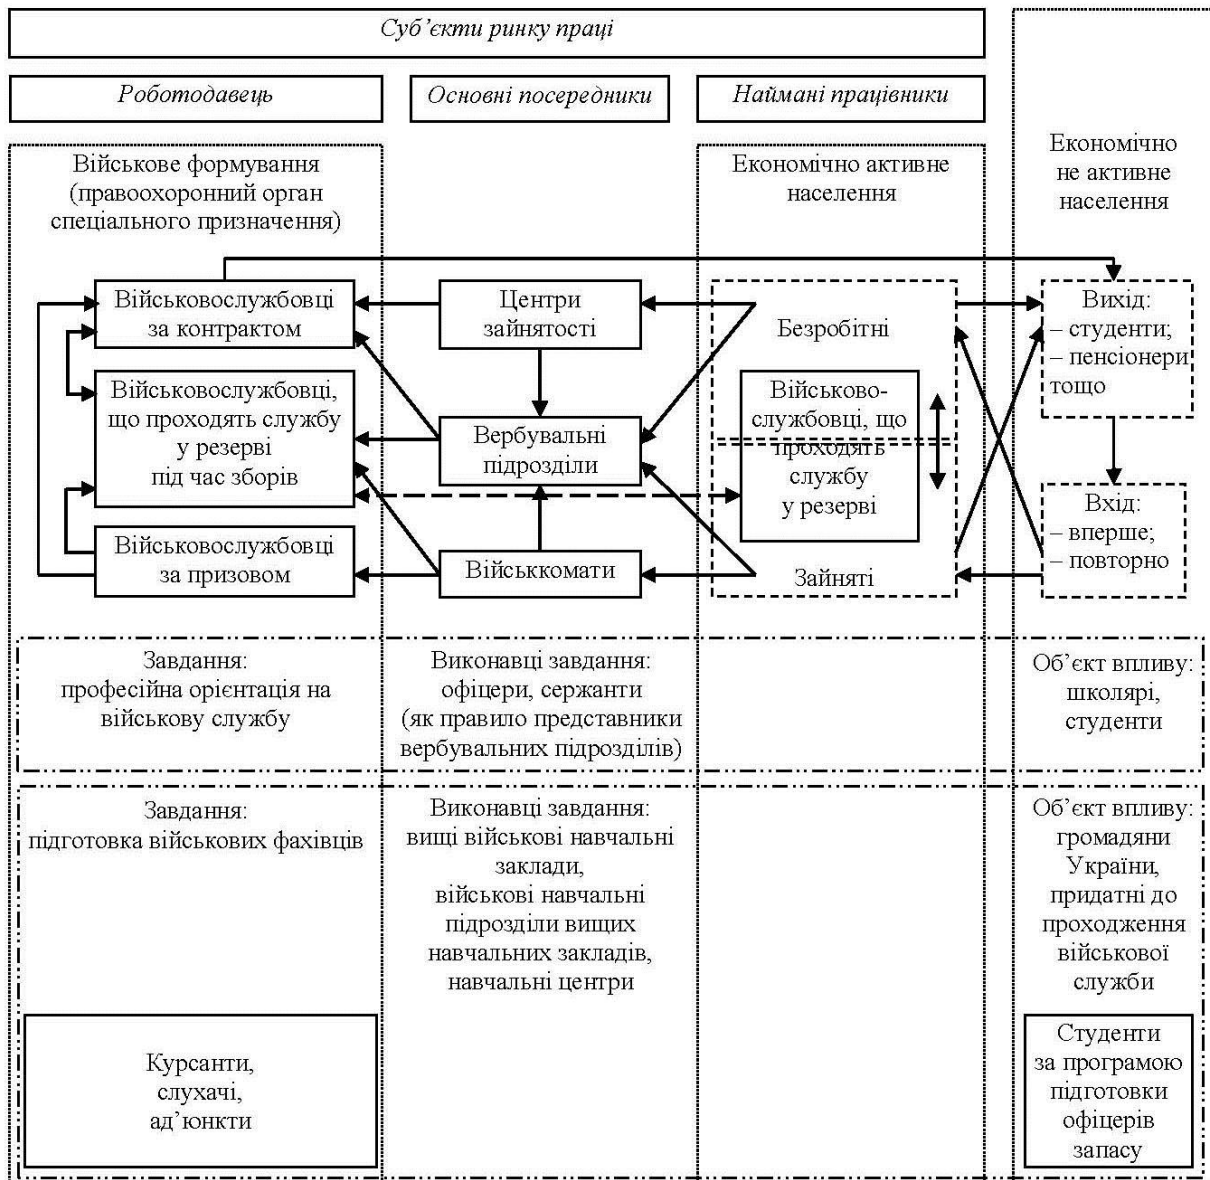 Суб’єкти ринку праці
Роботодавець
Основні посередники
Наймані працівники
Військове формування
(правоохоронний орган
спеціального призначення)
Економічно активне
населення
Економічно
не активне
населення
Військовослужбовці
за контрактом
Центри
зайнятості
Безробітні
Вихід:
– студенти;
– пенсіонери
тощо
Військовослужбовці,
що проходять службу
у резерві
під час зборів
Вербувальні
підрозділи
Військово-
службовці, що
проходять
службу
у резерві
Вхід:
– вперше;
– повторно
Військовослужбовці
за призовом
Військкомати
Зайняті
Завдання:
професійна орієнтація на
військову службу
Виконавці завдання:
офіцери, сержанти
(як правило представники
вербувальних підрозділів)
Об’єкт впливу:
школярі,
студенти
Завдання:
підготовка військових фахівців
Виконавці завдання:
вищі військові навчальні
заклади,
військові навчальні
підрозділи вищих
навчальних закладів,
навчальні центри
Об’єкт впливу:
громадяни
України,
придатні до
проходження
військової
служби
Курсанти,
слухачі,
ад’юнкти
Студенти
за програмою
підготовки
офіцерів
запасу